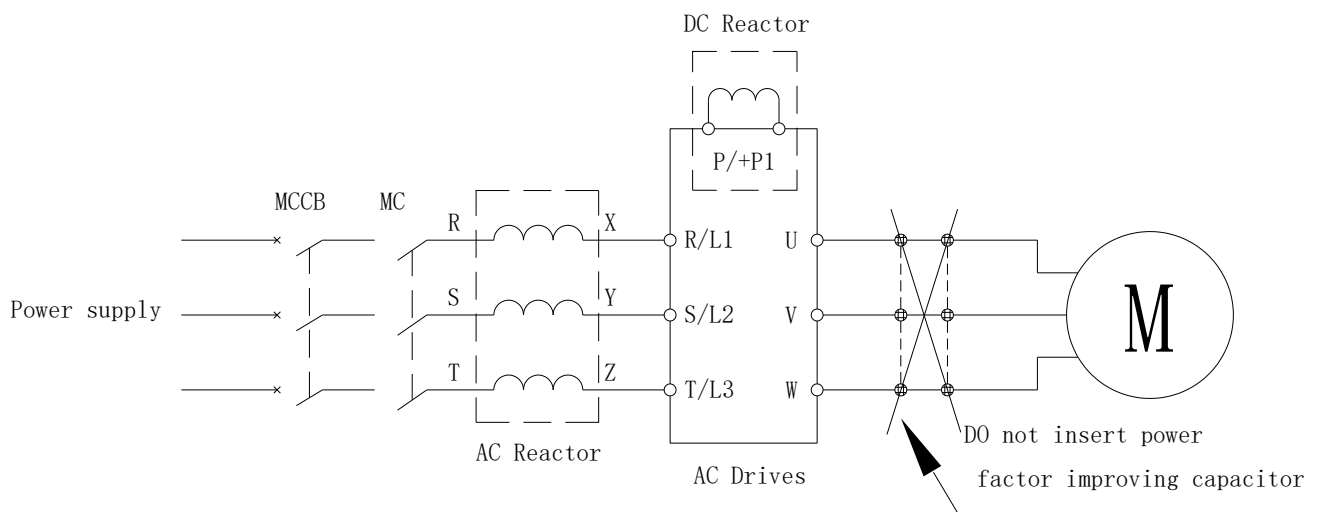 DC Reactor
P/+P1
MCCB
MC
R
X
R/L1
U
Power supply
S
Y
S/L2
V
M
T
Z
T/L3
W
AC Reactor
AC Drives
DO not insert power
factor improving capacitor